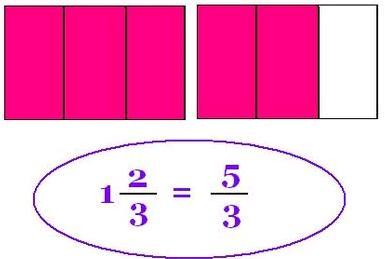 1 2/3 = 5/3